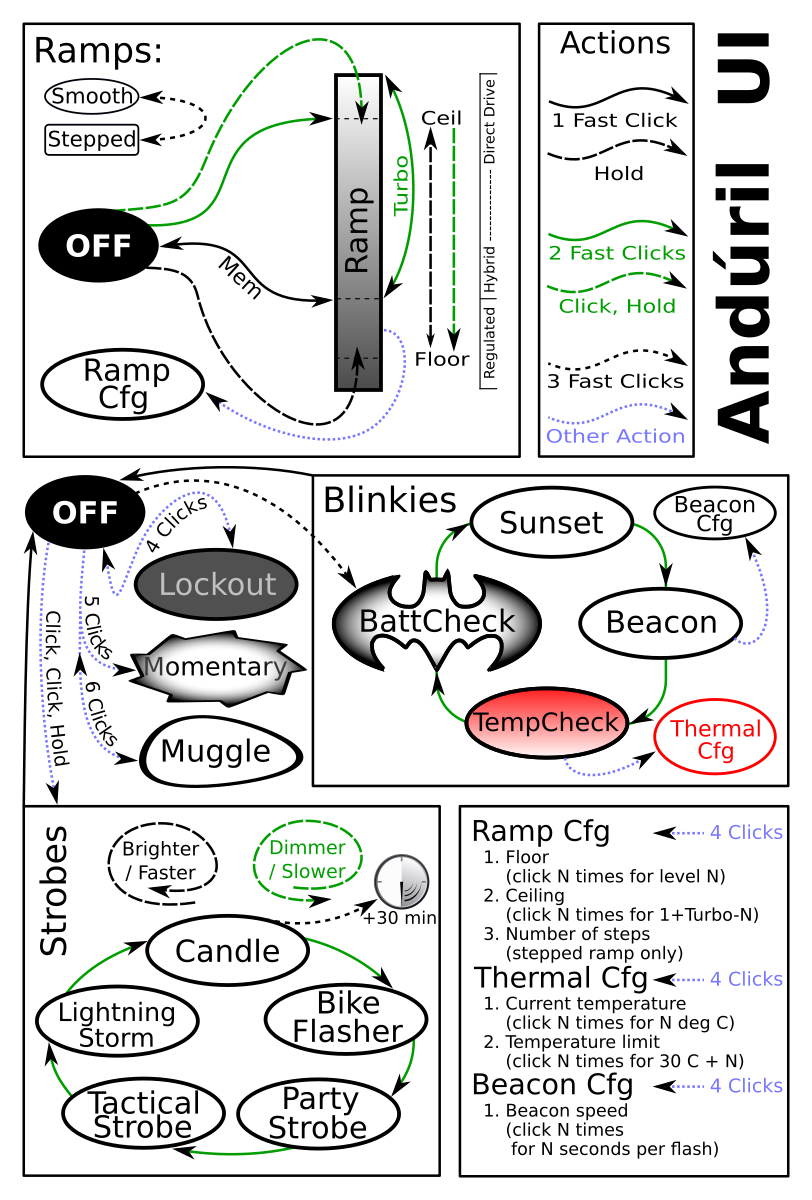 Ramps:
Smooth
Stepped
OFF
Mem
Ramp
Turbo
Ceil
Floor
Regulated
Hybrid
Direct Drive
Ramp
Cfg
Actions
1 Fast Click
Hold
2 Fast Clicks
Click, Hold
3 Fast Clicks
Other Action
Andúril UI
OFF
4 Clicks
Lockout
5 Clicks
Momentary
6 Clicks
Muggle
Click, Click, Hold
Blinkies
Sunset
Beacon
Cfg
BattCheck
Beacon
TempCheck
Thermal
Cfg
Strobes
Brighter
/ Faster
Dimmer
/ Slower
+30 min
Candle
Lightning
Storm
Bike
Flasher
Tactical
Strobe
Party
Strobe
Ramp Cfg 4 Clicks
1. Floor
(click N times for level N)
2. Ceiling
(click N times for 1+Turbo-N)
3. Number of steps
(stepped ramp only)
Thermal Cfg 4 Clicks
1. Current temperature
(click N times for N deg C)
2. Temperature limit
(click N times for 30 C + N)
Beacon Cfg 4 Clicks
1. Beacon speed
(click N times
for N seconds per flash)